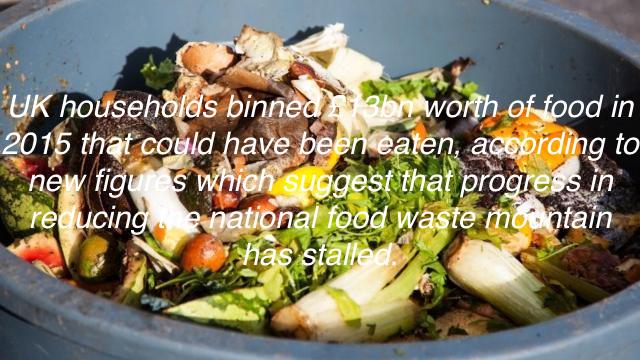 UK households binned £13bn worth of food in
2015 that could have been eaten, according to
new figures which suggest that progress in
reducing the national food waste mountain
has stalled.